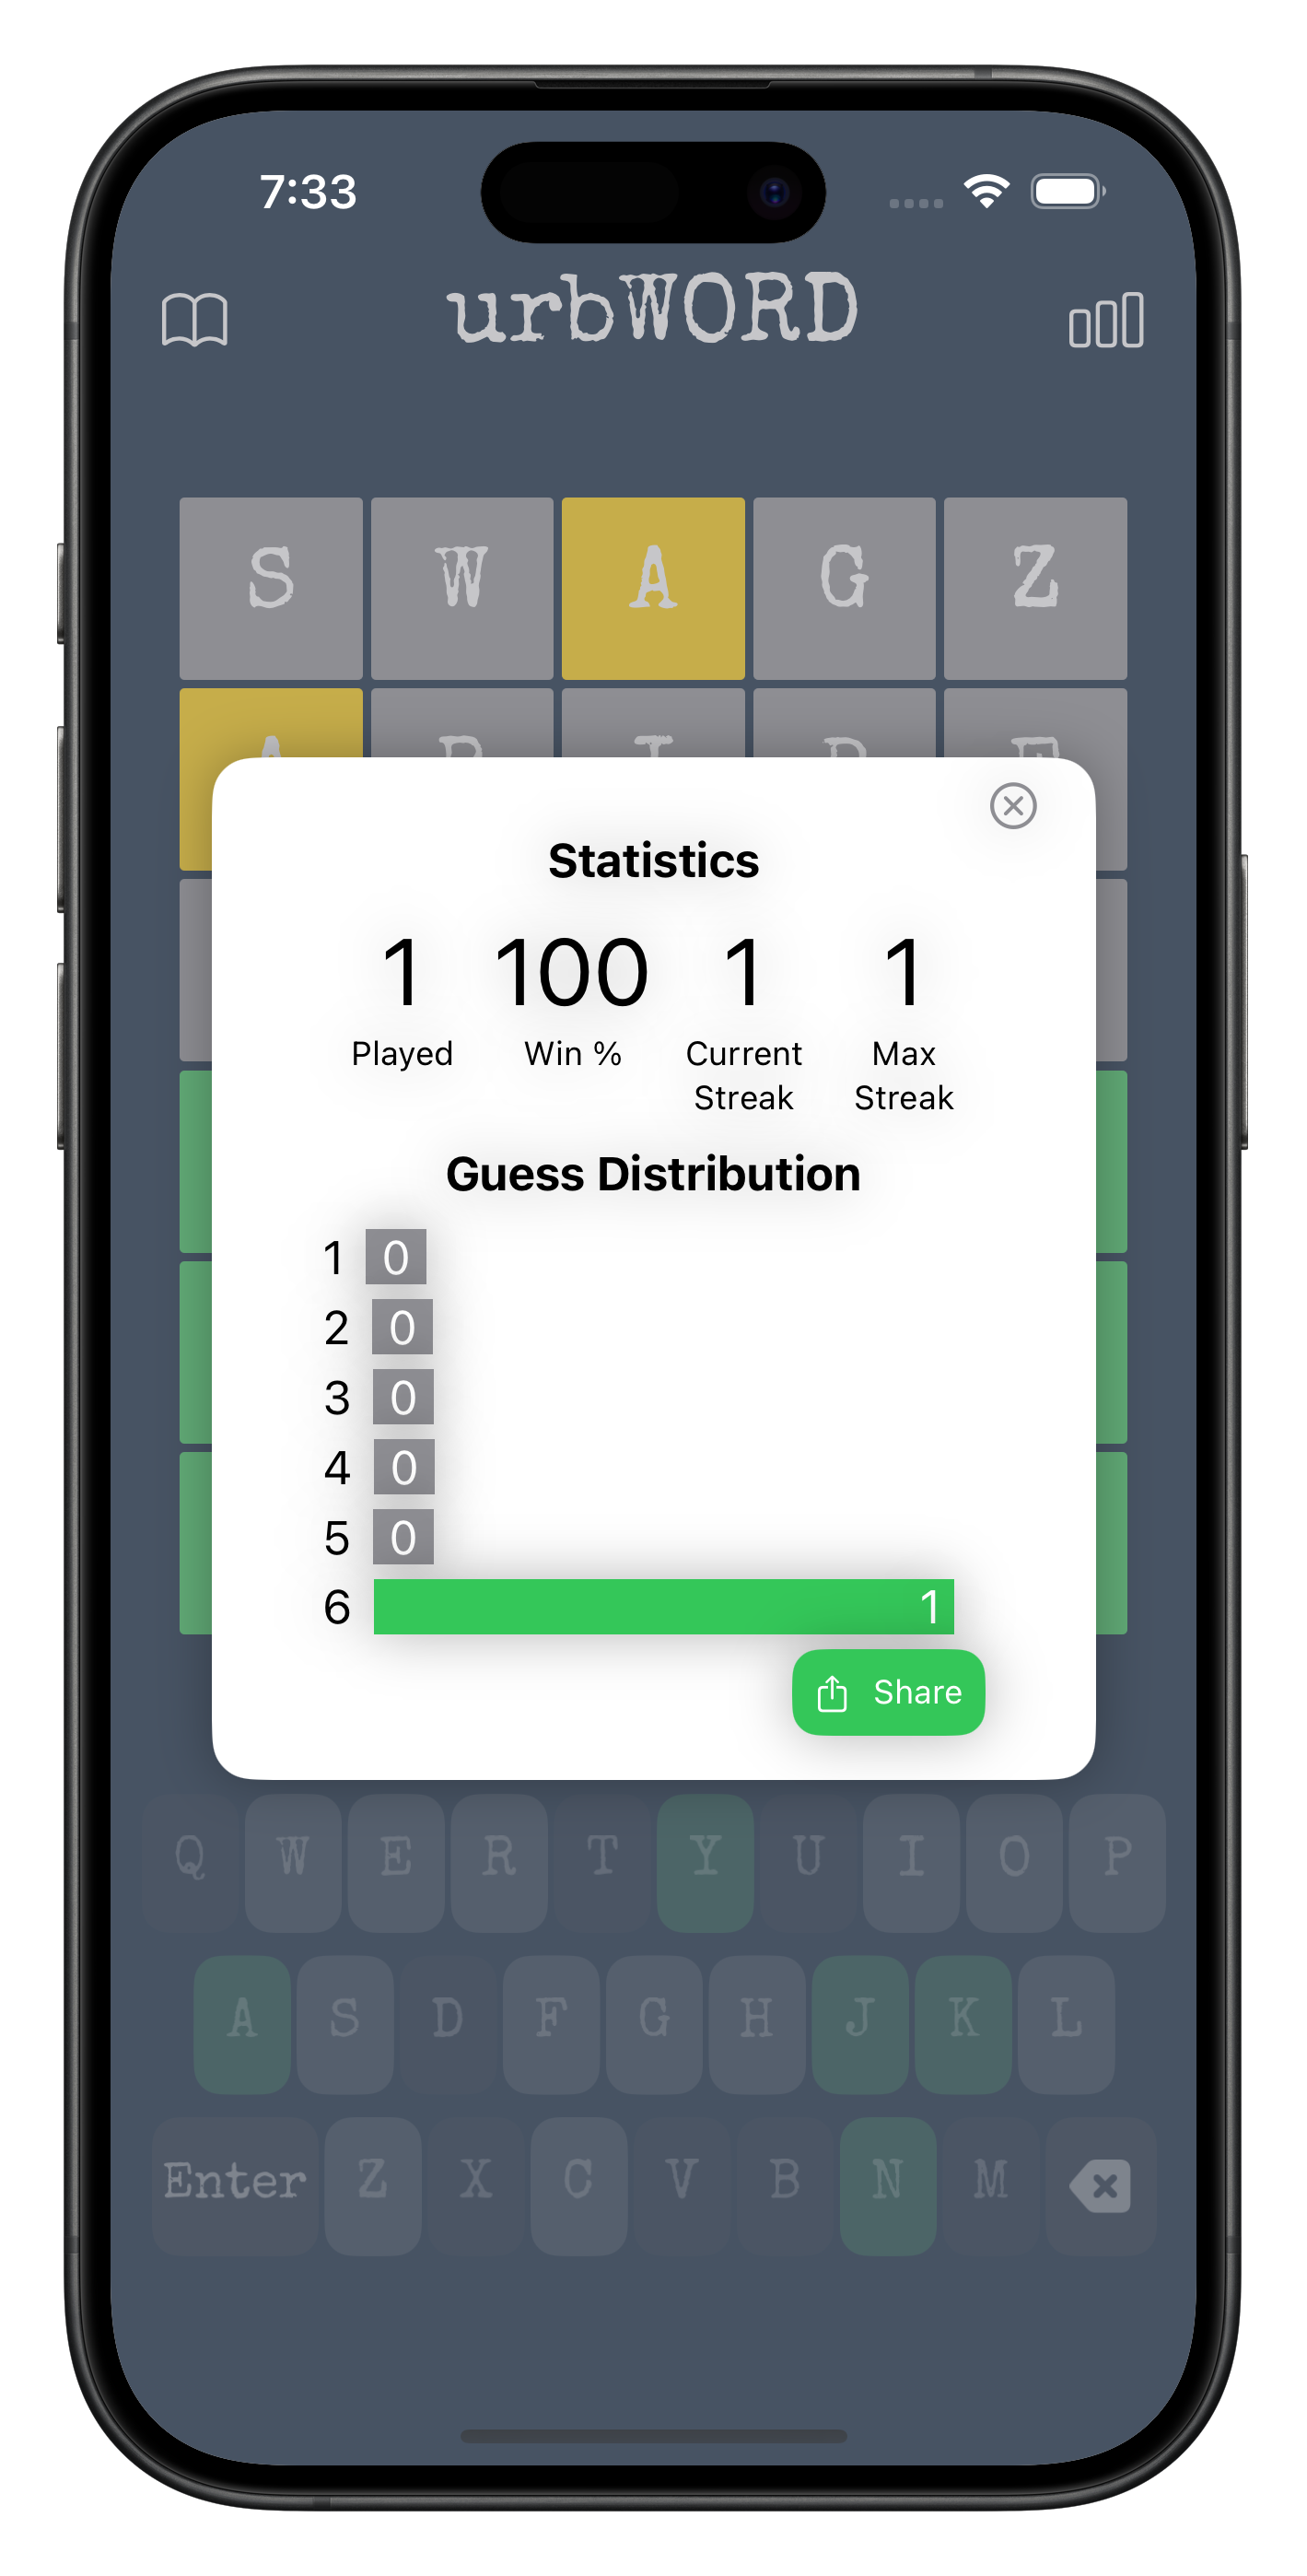 7:33
urbWORD
S W A G Z
Statistics
1 100 1 1
Played Win % Current Streak Max Streak
Guess Distribution
1 0
2 0
3 0
4 0
5 0
6 1
Share
Q W E R T Y U I O P
A S D F G H J K L
Enter Z X C V B N M